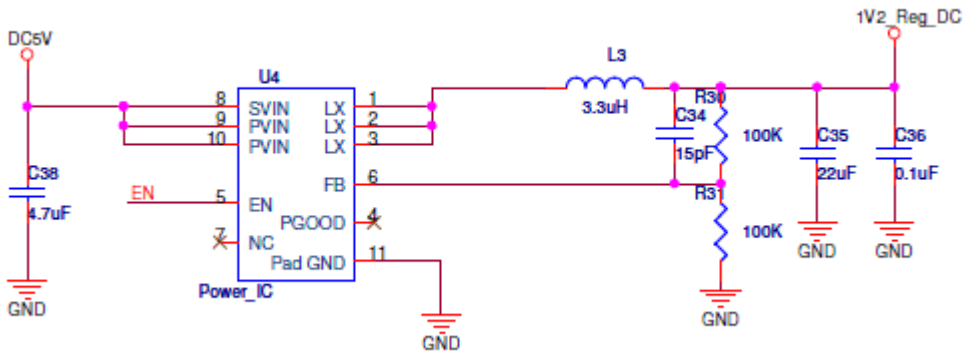 1V2_Reg_DC
DC5V
L3
3.3uH
U4
8 SVIN LX 1
9 PVIN LX 2
10 PVIN LX 3
R30
C34
100K
15pF
C35
22uF
C36
0.1uF
C38
4.7uF
FB 6
EN
5 EN
R31
100K
PGOOD 4
7 NC
Pad GND 11
Power_IC
GND
GND
GND
GND
GND